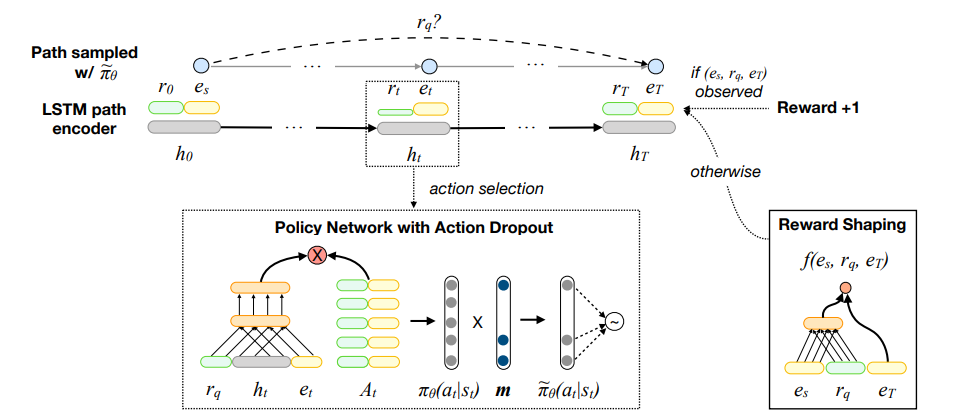 r_q?
Path sampled
w/ π̃_θ
... ...
r_0 e_s r_t e_t r_T e_T
if (e_s, r_q, e_T)
observed
Reward +1
LSTM path
encoder
... ...
h_0 h_t h_T
otherwise
action selection
Policy Network with Action Dropout
X
X
~
r_q h_t e_t A_t π_θ(a_t|s_t) m π̃_θ(a_t|s_t)
Reward Shaping
f(e_s, r_q, e_T)
e_s r_q e_T